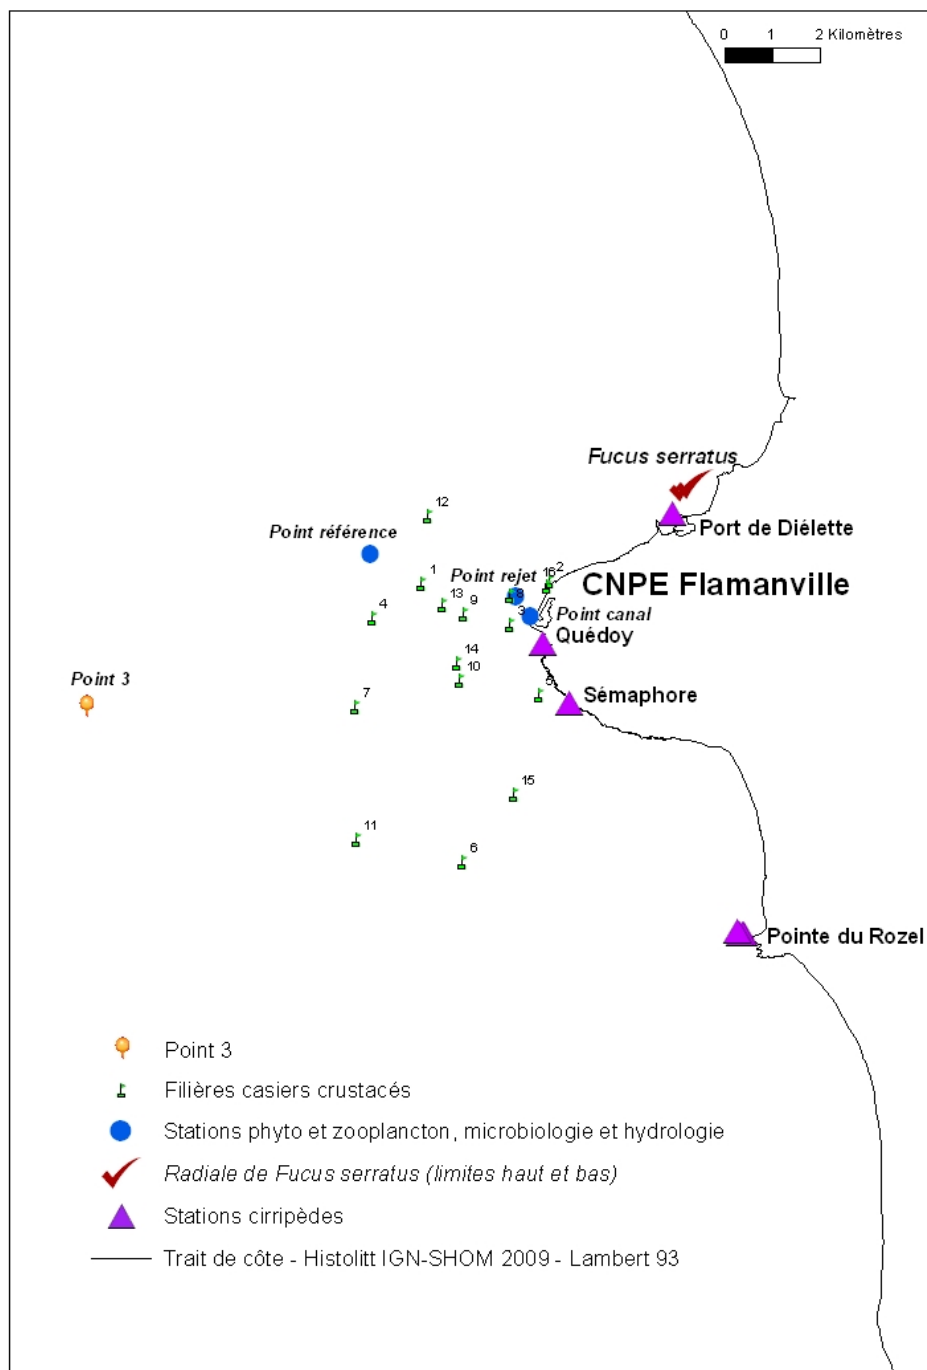 0 1 2 Kilomètres
Fucus serratus
12
Port de Diélette
Point référence
1
Point rejet
16
2
CNPE Flamanville
13
9
8
4
3
Point canal
Quédoy
14
10
Point 3
7
5
Sémaphore
15
11
6
Pointe du Rozel
Point 3
Filières casiers crustacés
Stations phyto et zooplancton, microbiologie et hydrologie
Radiale de Fucus serratus (limites haut et bas)
Stations cirripèdes
Trait de côte - Histolitt IGN-SHOM 2009 - Lambert 93